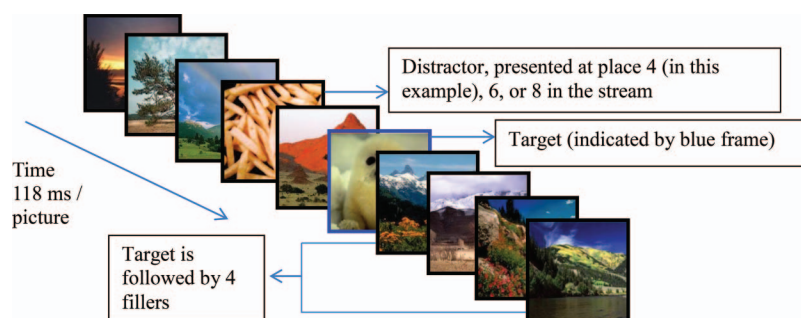 Distractor, presented at place 4 (in this
example), 6, or 8 in the stream
Target (indicated by blue frame)
Time
118 ms /
picture
Target is
followed by 4
fillers